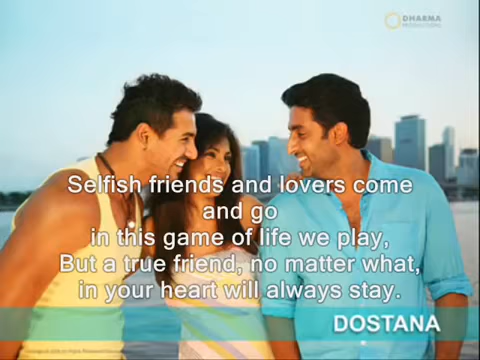 DHARMA
PRODUCTIONS
Selfish friends and lovers come
and go
in this game of life we play,
But a true friend, no matter what,
in your heart will always stay.
DOSTANA